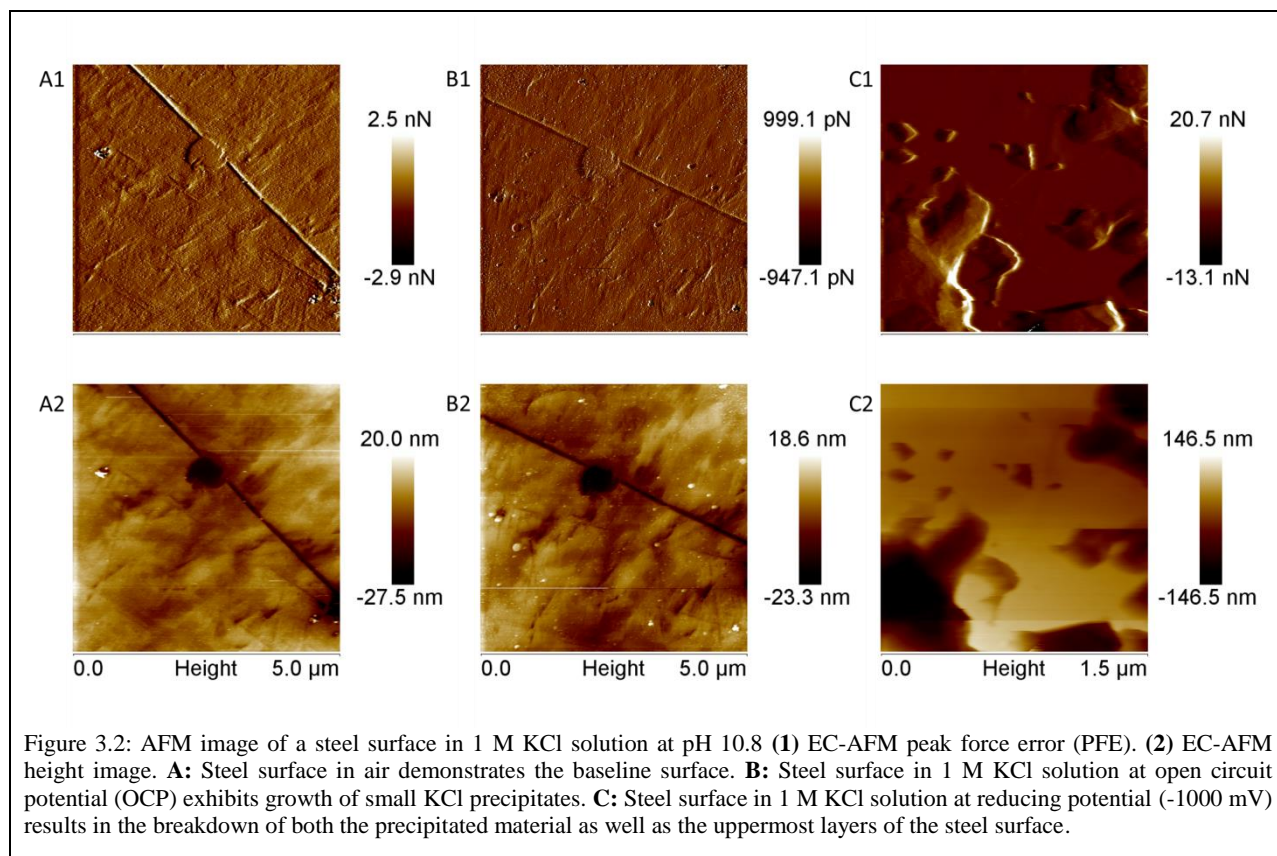 A1
2.5 nN
-2.9 nN
B1
999.1 pN
-947.1 pN
C1
20.7 nN
-13.1 nN
A2
20.0 nm
-27.5 nm
0.0 Height 5.0 µm
B2
18.6 nm
-23.3 nm
0.0 Height 5.0 µm
C2
146.5 nm
-146.5 nm
0.0 Height 1.5 µm
Figure 3.2: AFM image of a steel surface in 1 M KCl solution at pH 10.8 (1) EC-AFM peak force error (PFE). (2) EC-AFM
height image. A: Steel surface in air demonstrates the baseline surface. B: Steel surface in 1 M KCl solution at open circuit
potential (OCP) exhibits growth of small KCl precipitates. C: Steel surface in 1 M KCl solution at reducing potential (-1000 mV)
results in the breakdown of both the precipitated material as well as the uppermost layers of the steel surface.